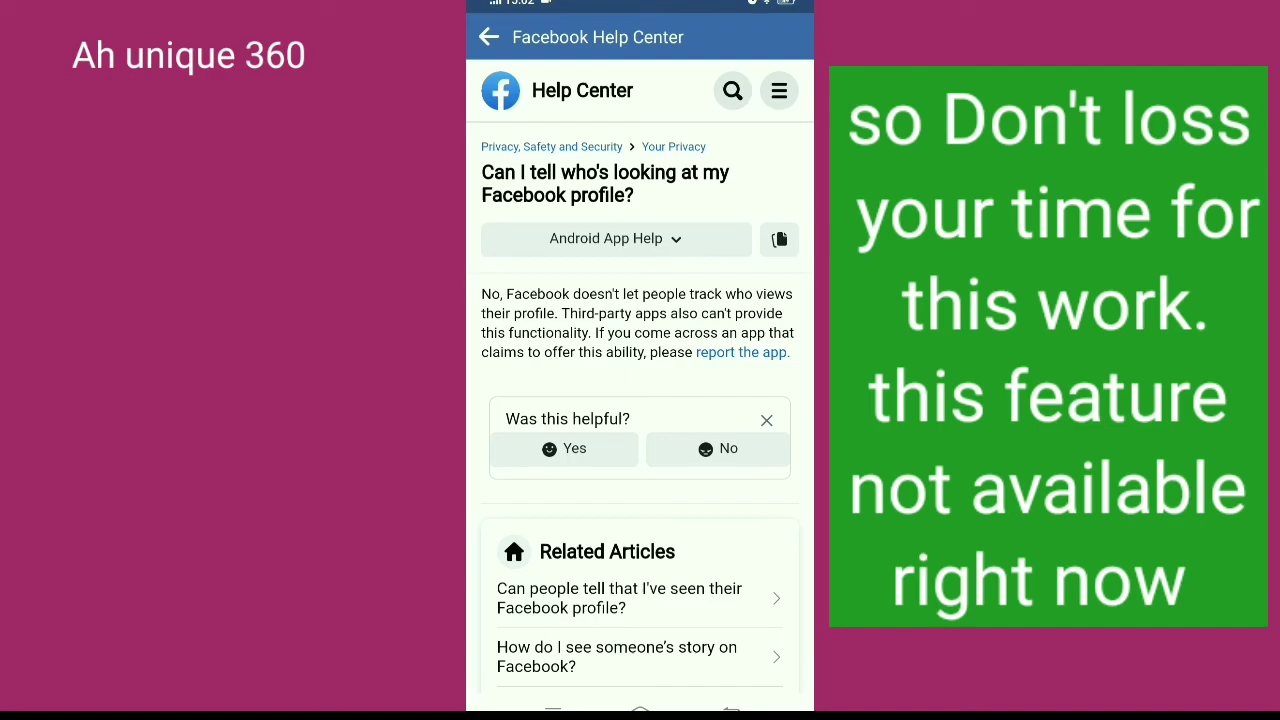 Ah unique 360
15:02
Facebook Help Center
Help Center
Privacy, Safety and Security > Your Privacy
Can I tell who's looking at my
Facebook profile?
Android App Help
No, Facebook doesn't let people track who views
their profile. Third-party apps also can't provide
this functionality. If you come across an app that
claims to offer this ability, please report the app.
Was this helpful?
Yes
No
Related Articles
Can people tell that I've seen their
Facebook profile?
How do I see someone’s story on
Facebook?
so Don't loss
your time for
this work.
this feature
not available
right now